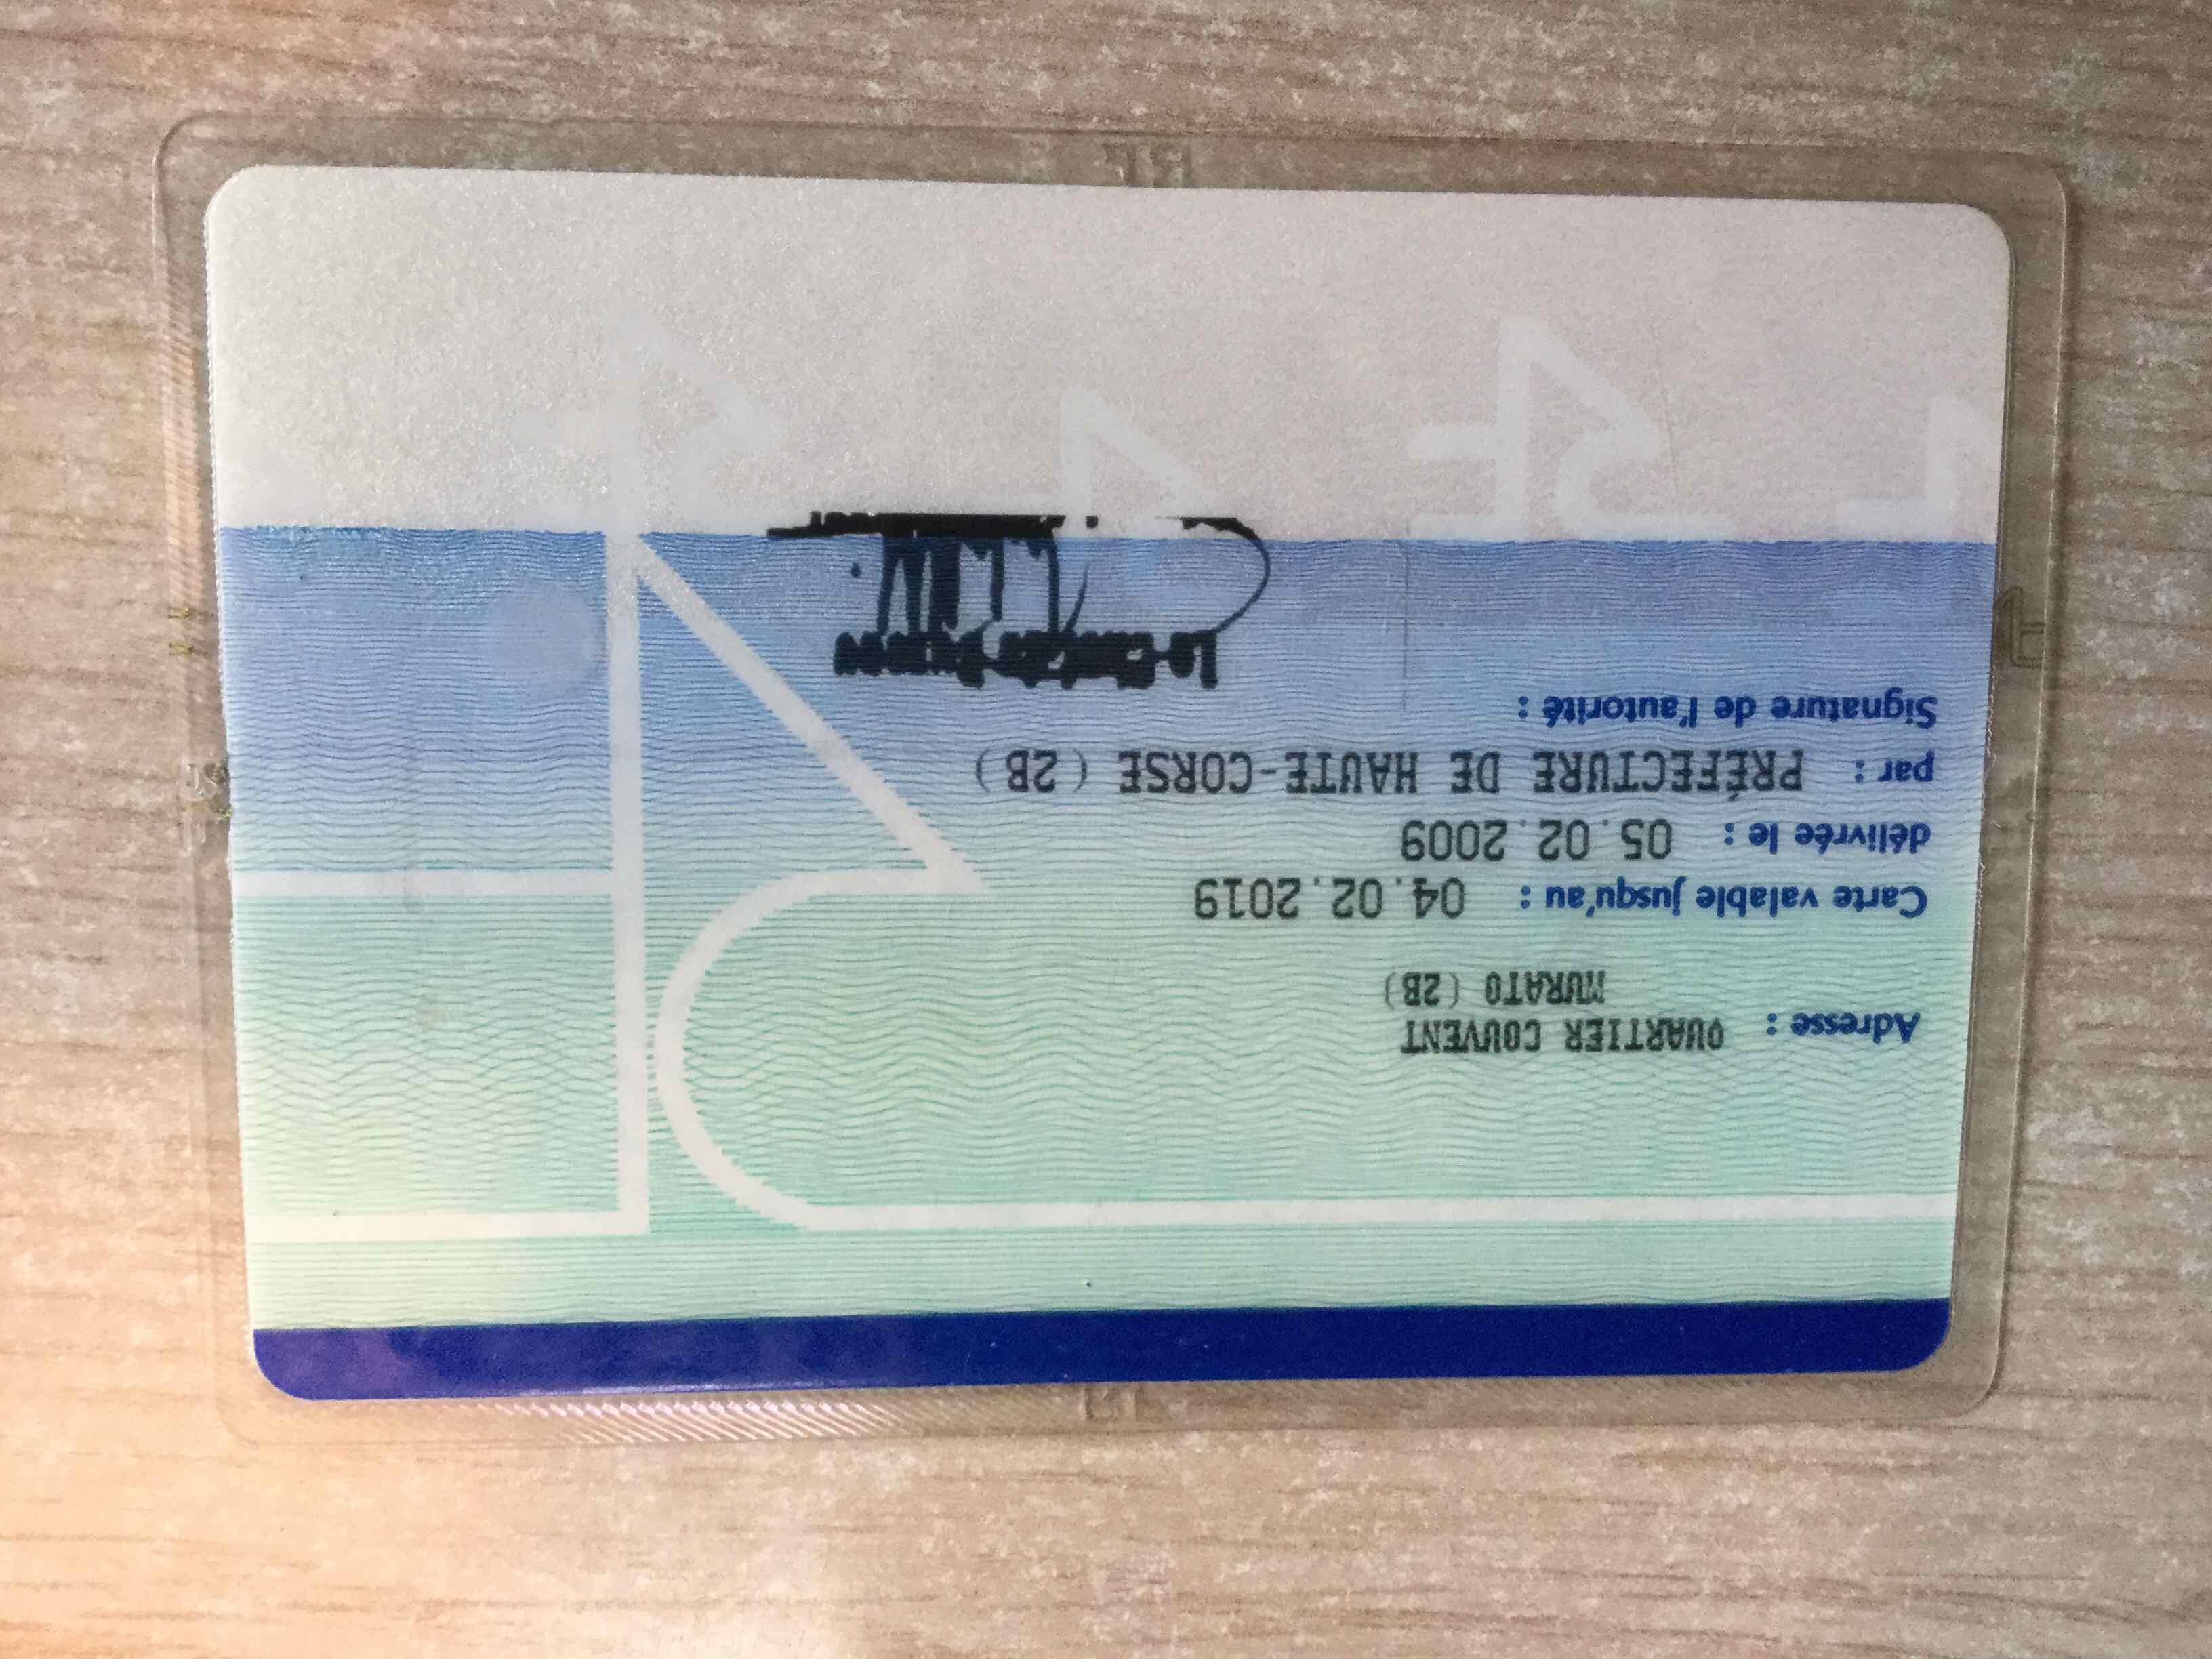 Adresse : QUARTIER COUVENT
MURATO (2B)
Carte valable jusqu'au : 04.02.2019
délivrée le : 05.02.2009
par : PRÉFECTURE DE HAUTE-CORSE (2B)
Signature de l'autorité :